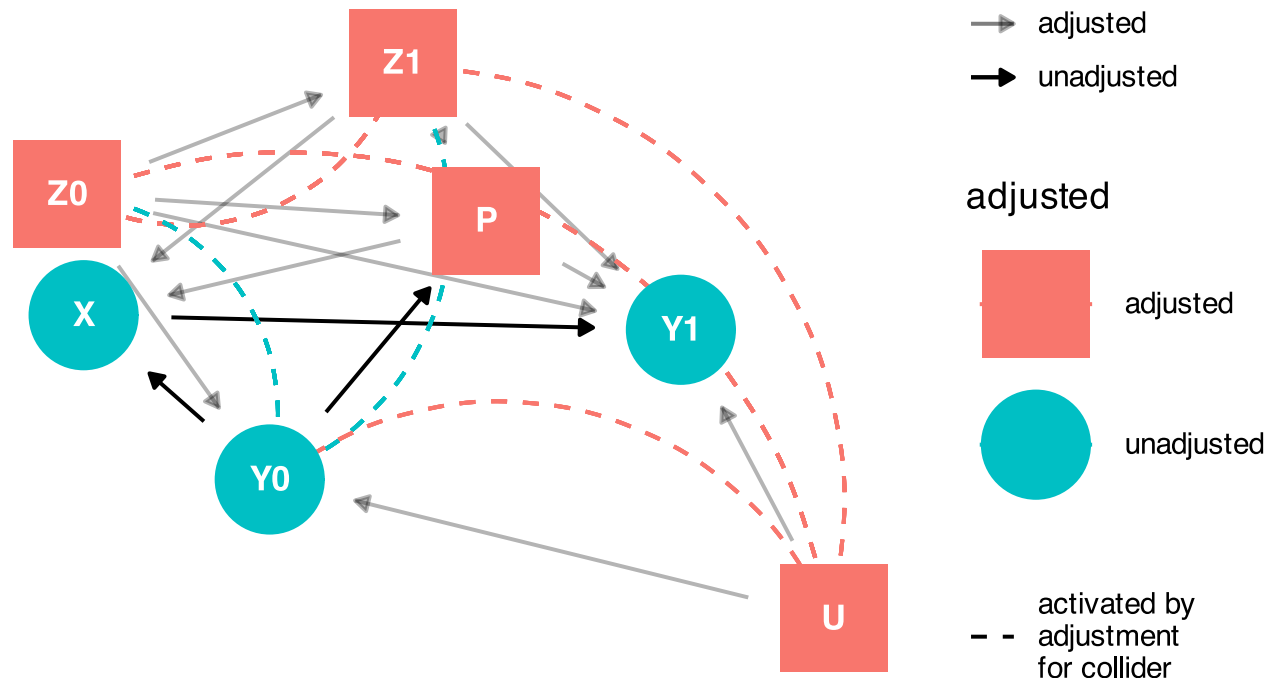 Z1
Z0
P
X
Y1
Y0
U
adjusted
unadjusted
adjusted
adjusted
unadjusted
activated by
adjustment
for collider